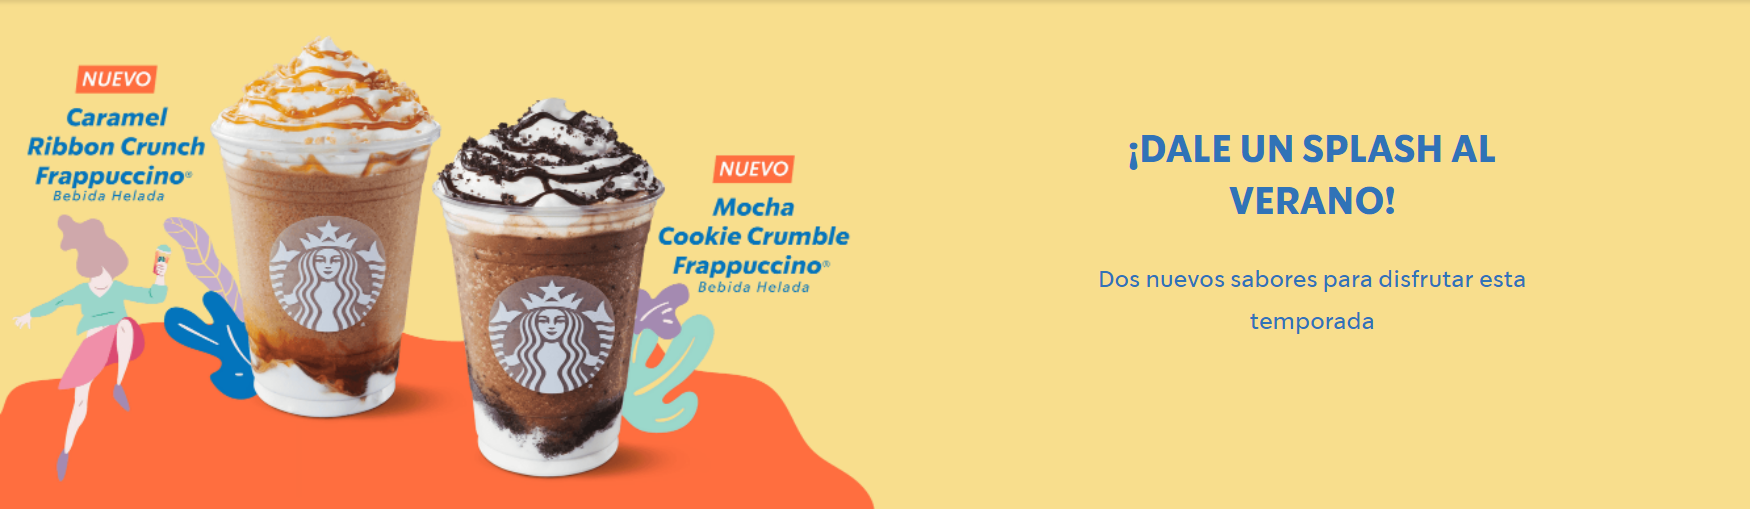 NUEVO
Caramel
Ribbon Crunch
Frappuccino®
Bebida Helada
NUEVO
Mocha
Cookie Crumble
Frappuccino®
Bebida Helada
¡DALE UN SPLASH AL
VERANO!
Dos nuevos sabores para disfrutar esta
temporada